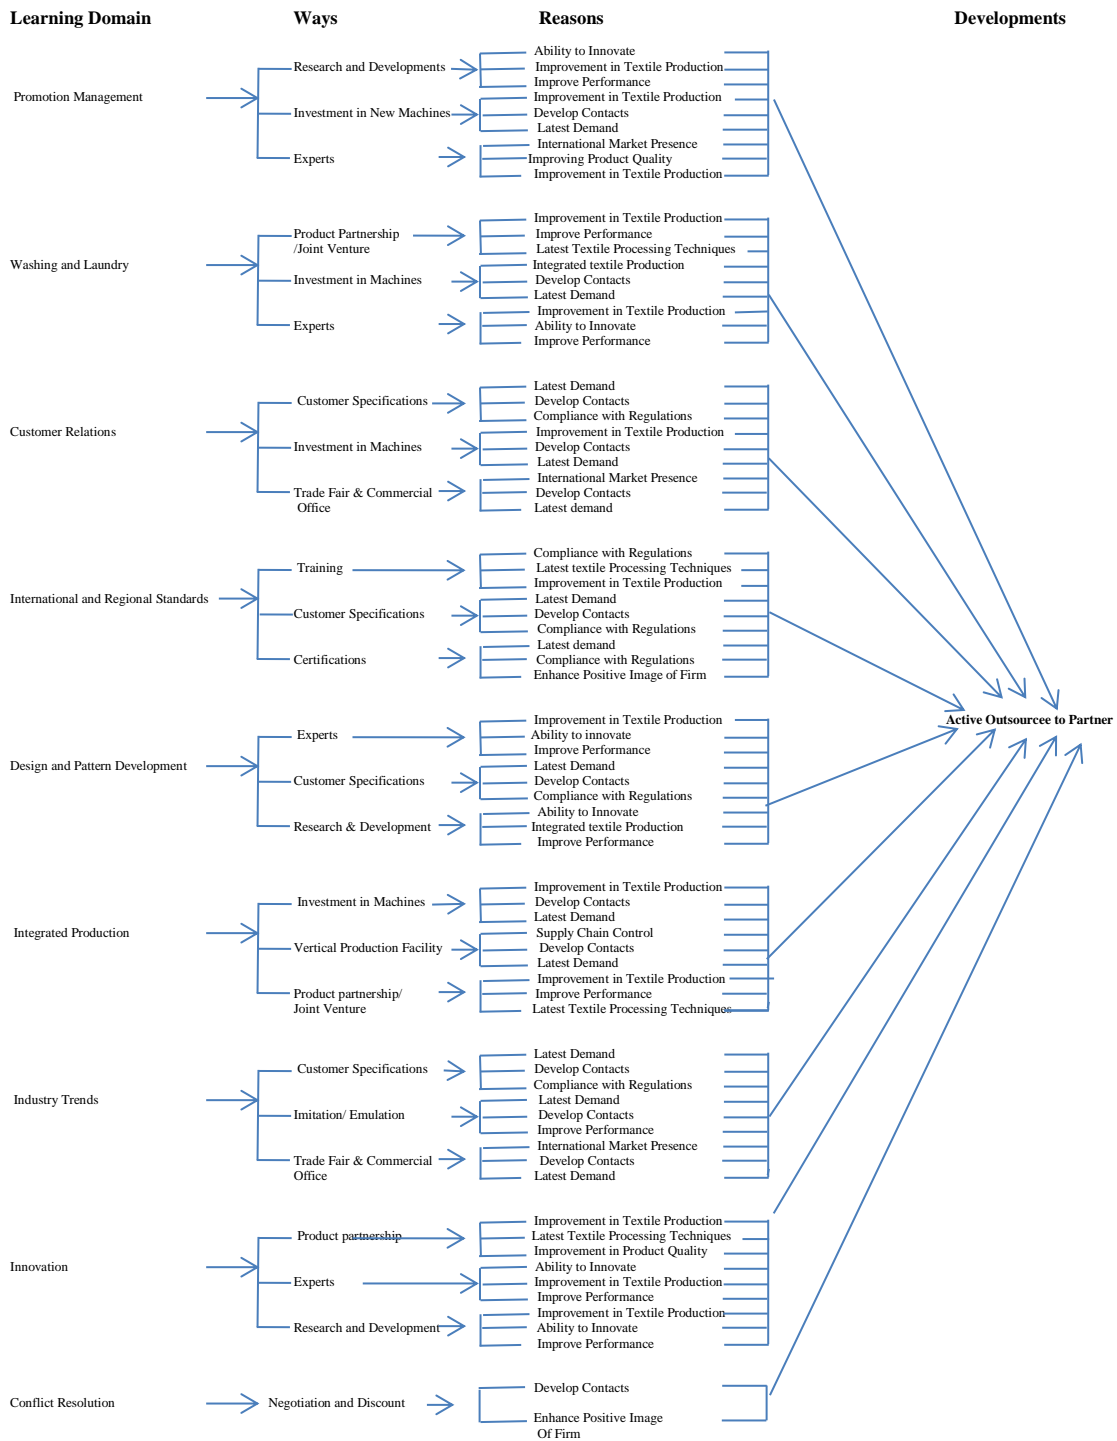 Learning Domain Ways Reasons Developments
Ability to Innovate
Research and Developments Improvement in Textile Production
Improve Performance
Promotion Management Improvement in Textile Production
Investment in New Machines Develop Contacts
Latest Demand
International Market Presence
Experts Improving Product Quality
Improvement in Textile Production
Improvement in Textile Production
Product Partnership Improve Performance
/Joint Venture Latest Textile Processing Techniques
Washing and Laundry Integrated textile Production
Investment in Machines Develop Contacts
Latest Demand
Improvement in Textile Production
Experts Ability to Innovate
Improve Performance
Latest Demand
Customer Specifications Develop Contacts
Compliance with Regulations
Customer Relations Improvement in Textile Production
Investment in Machines Develop Contacts
Latest Demand
International Market Presence
Trade Fair & Commercial Develop Contacts
Office Latest demand
Compliance with Regulations
Training Latest textile Processing Techniques
Improvement in Textile Production
International and Regional Standards Latest Demand
Customer Specifications Develop Contacts
Compliance with Regulations
Latest demand
Certifications Compliance with Regulations
Enhance Positive Image of Firm
Improvement in Textile Production Active Outsourcee to Partner
Experts Ability to innovate
Improve Performance
Design and Pattern Development Latest Demand
Customer Specifications Develop Contacts
Compliance with Regulations
Ability to Innovate
Research & Development Integrated textile Production
Improve Performance
Improvement in Textile Production
Investment in Machines Develop Contacts
Latest Demand
Integrated Production Supply Chain Control
Vertical Production Facility Develop Contacts
Latest Demand
Improvement in Textile Production
Product partnership/ Improve Performance
Joint Venture Latest Textile Processing Techniques
Latest Demand
Customer Specifications Develop Contacts
Compliance with Regulations
Industry Trends Latest Demand
Imitation/ Emulation Develop Contacts
Improve Performance
International Market Presence
Trade Fair & Commercial Develop Contacts
Office Latest Demand
Improvement in Textile Production
Product partnership Latest Textile Processing Techniques
Improvement in Product Quality
Innovation Ability to Innovate
Experts Improvement in Textile Production
Improve Performance
Improvement in Textile Production
Research and Development Ability to Innovate
Improve Performance
Develop Contacts
Conflict Resolution Negotiation and Discount
Enhance Positive Image
Of Firm